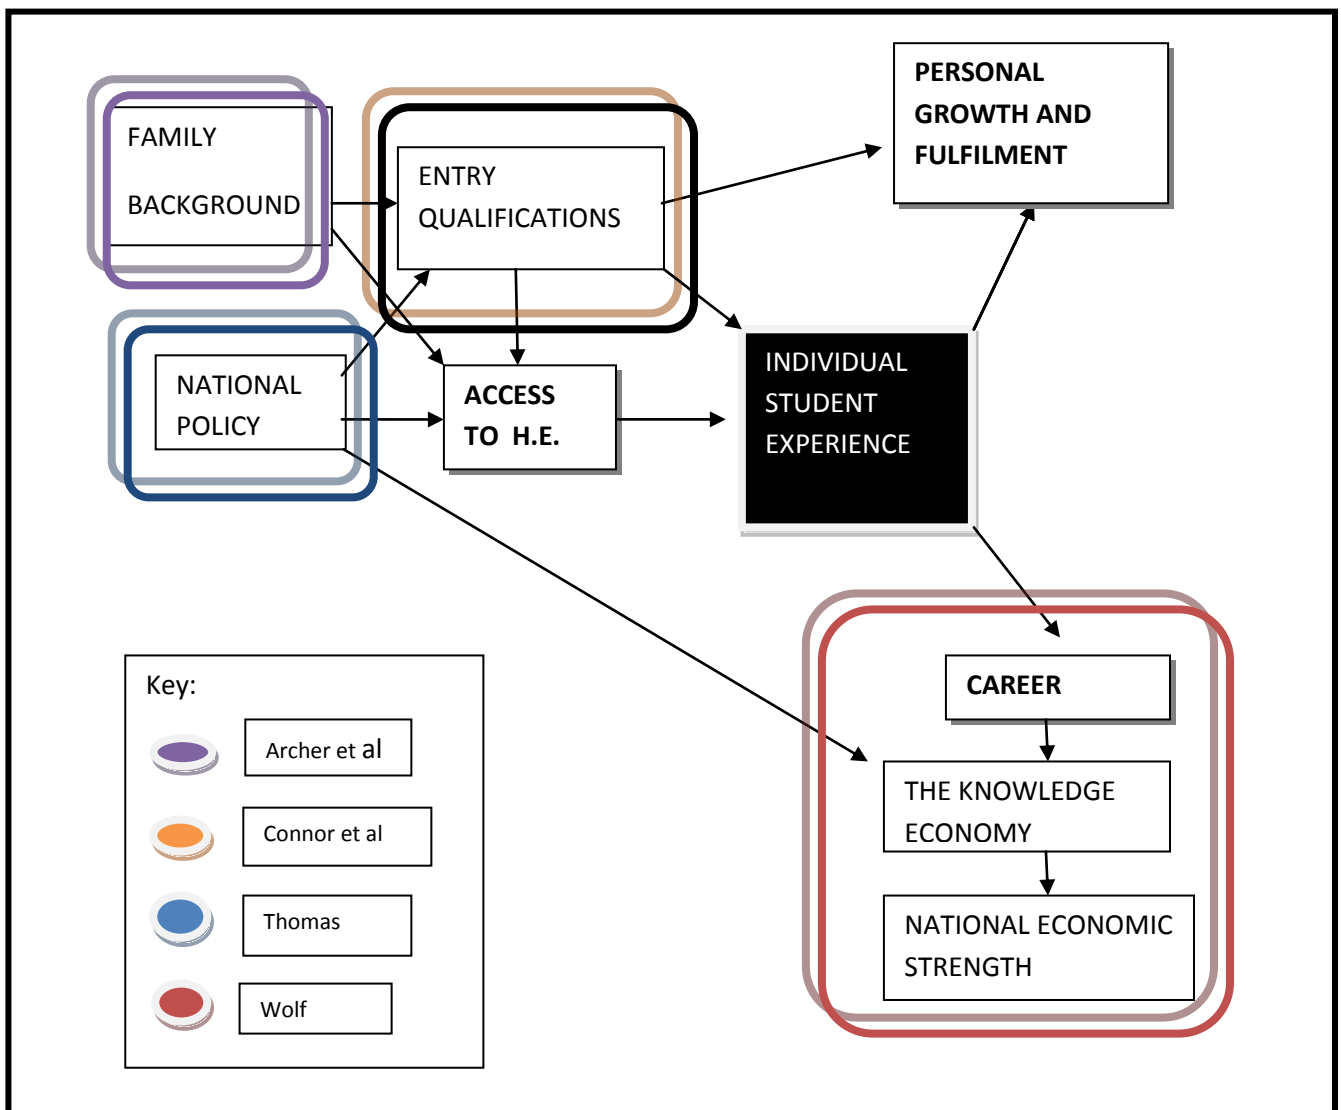 FAMILY
BACKGROUND
ENTRY
QUALIFICATIONS
PERSONAL
GROWTH AND
FULFILMENT
NATIONAL
POLICY
ACCESS
TO H.E.
INDIVIDUAL
STUDENT
EXPERIENCE
CAREER
THE KNOWLEDGE
ECONOMY
NATIONAL ECONOMIC
STRENGTH
Key:
Archer et al
Connor et al
Thomas
Wolf